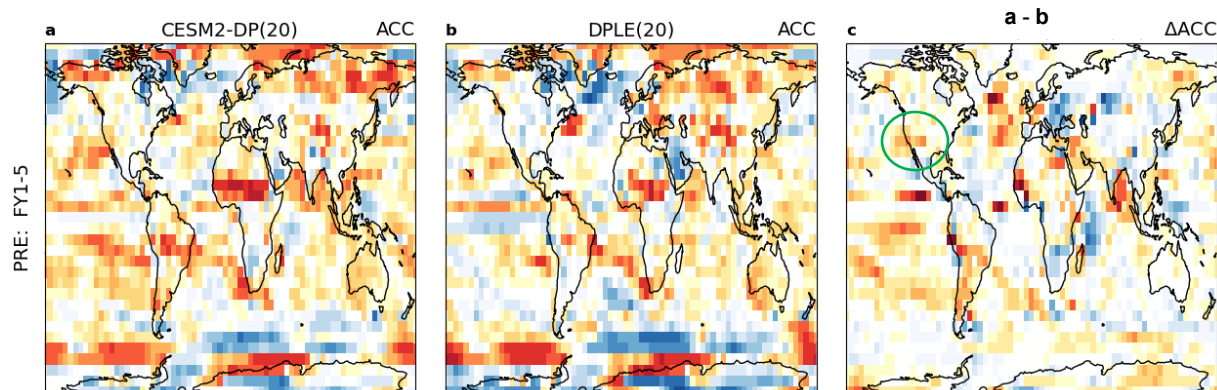 a - b
a CESM2-DP(20) ACC
b DPLE(20) ACC
c ΔACC
PRE: FY1-5